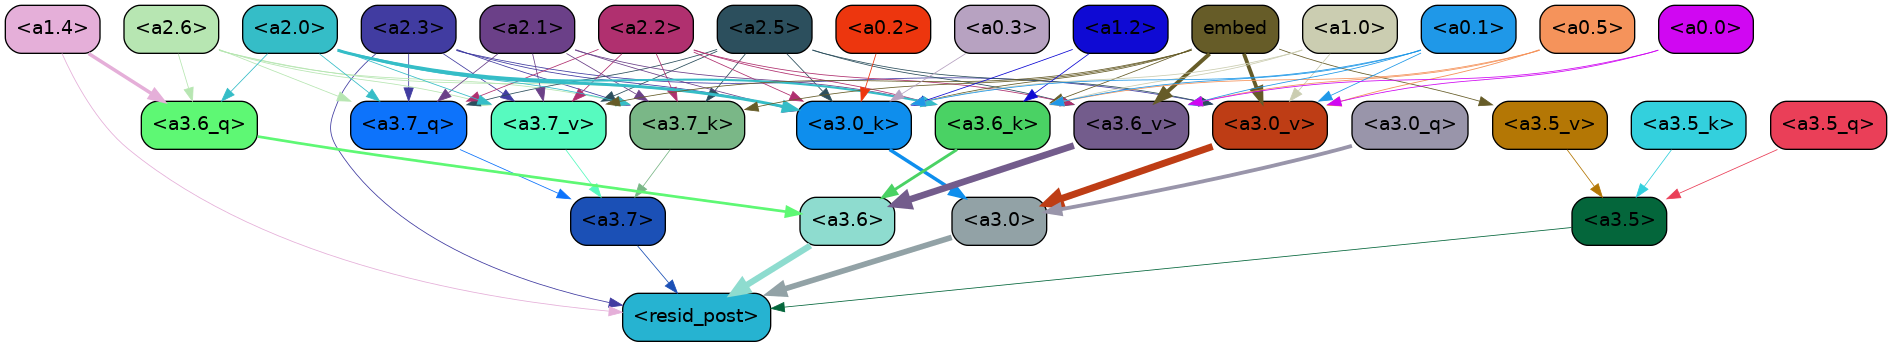 <a1.4> <a2.6> <a2.0> <a2.3> <a2.1> <a2.2> <a2.5> <a0.2> <a0.3> <a1.2> embed <a1.0> <a0.1> <a0.5> <a0.0>
<a3.6_q> <a3.7_q> <a3.7_v> <a3.7_k> <a3.0_k> <a3.6_k> <a3.6_v> <a3.0_v> <a3.0_q> <a3.5_v> <a3.5_k> <a3.5_q>
<a3.7> <a3.6> <a3.0> <a3.5>
<resid_post>